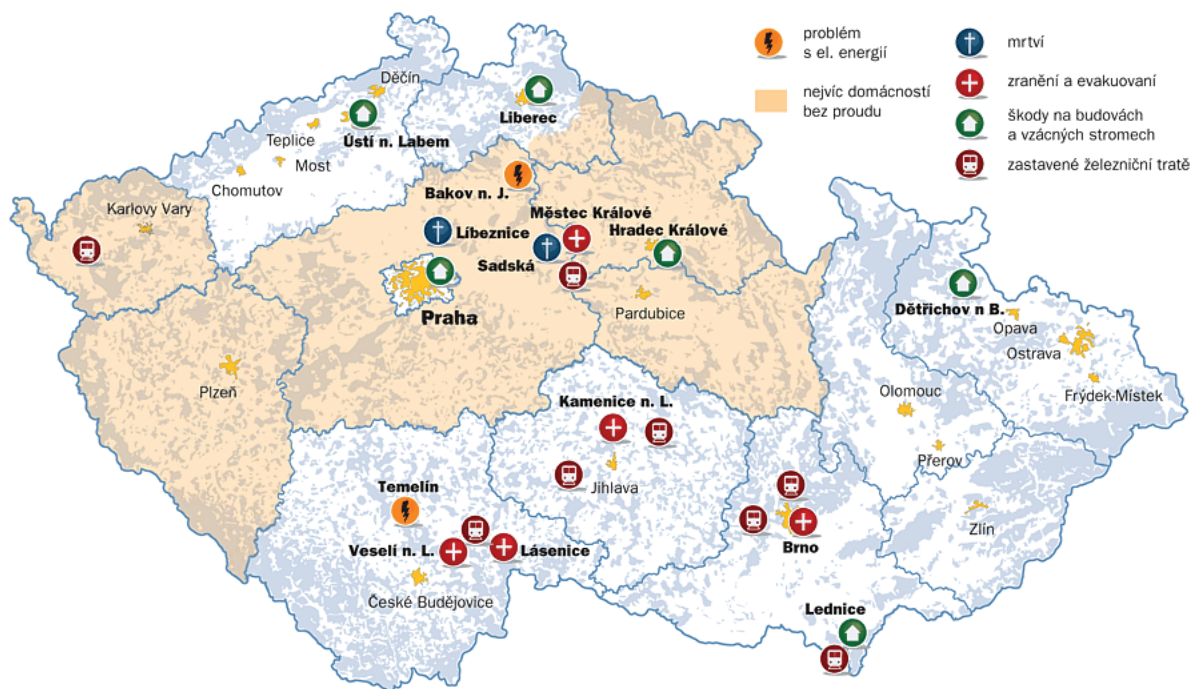 problém
s el. energií
nejvíc domácností
bez proudu
mrtví
zranění a evakuovaní
škody na budovách
a vzácných stromech
zastavené železniční tratě
Děčín
Liberec
Teplice
Ústí n. Labem
Most
Chomutov
Bakov n. J.
Karlovy Vary
Městec Králové
Líbeznice
Hradec Králové
Sadská
Praha
Pardubice
Dětřichov n B.
Opava
Ostrava
Plzeň
Frýdek-Místek
Olomouc
Kamenice n. L.
Přerov
Jihlava
Temelín
Zlín
Brno
Veselí n. L.
Lásenice
České Budějovice
Lednice